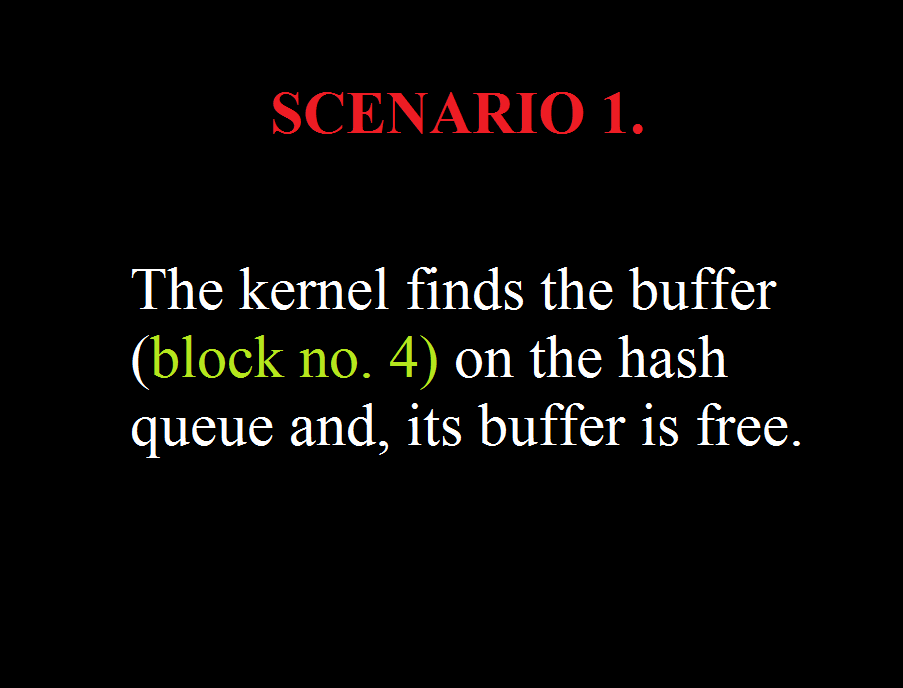 SCENARIO 1.
The kernel finds the buffer
(block no. 4) on the hash
queue and, its buffer is free.